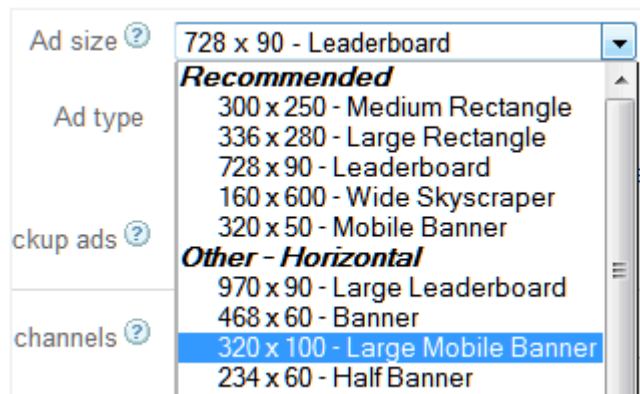 Ad size ? 728 x 90 - Leaderboard
Recommended
300 x 250 - Medium Rectangle
Ad type
336 x 280 - Large Rectangle
728 x 90 - Leaderboard
160 x 600 - Wide Skyscraper
320 x 50 - Mobile Banner
ckup ads ?
Other - Horizontal
970 x 90 - Large Leaderboard
468 x 60 - Banner
channels ?
320 x 100 - Large Mobile Banner
234 x 60 - Half Banner